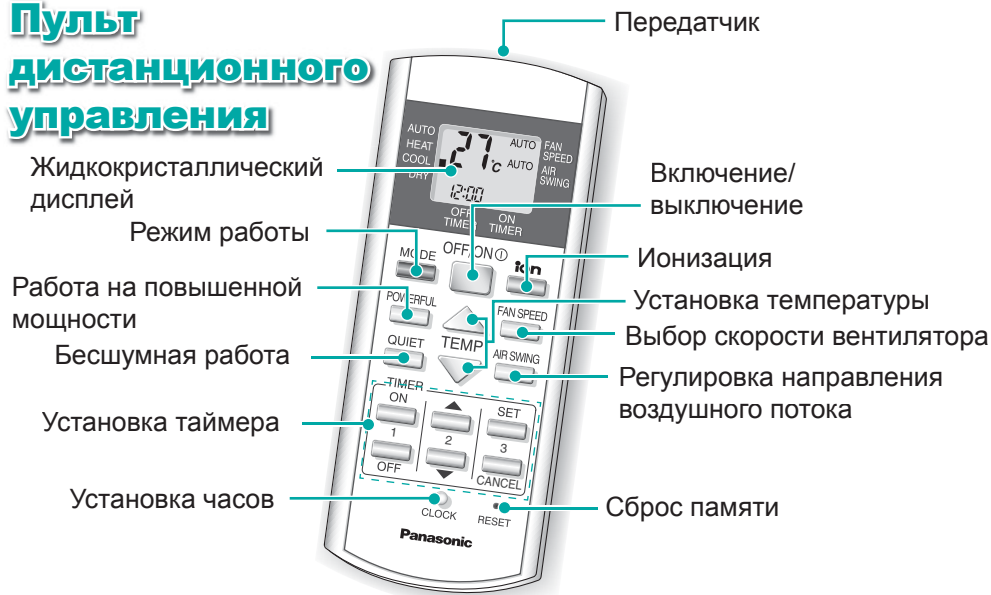 Пульт
дистанционного
управления
Передатчик
Жидкокристаллический
дисплей
Режим работы
Работа на повышенной
мощности
Бесшумная работа
Установка таймера
Установка часов
Включение/
выключение
Ионизация
Установка температуры
Выбор скорости вентилятора
Регулировка направления
воздушного потока
Сброс памяти
AUTO
HEAT
COOL
DRY
27°c
AUTO
AUTO
12:00
FAN
SPEED
AIR
SWING
OFF
TIMER
ON
TIMER
MODE
OFF/ON
ion
POWERFUL
TEMP
FAN SPEED
QUIET
AIR SWING
TIMER
ON
SET
1
2
3
OFF
CANCEL
CLOCK
RESET
Panasonic